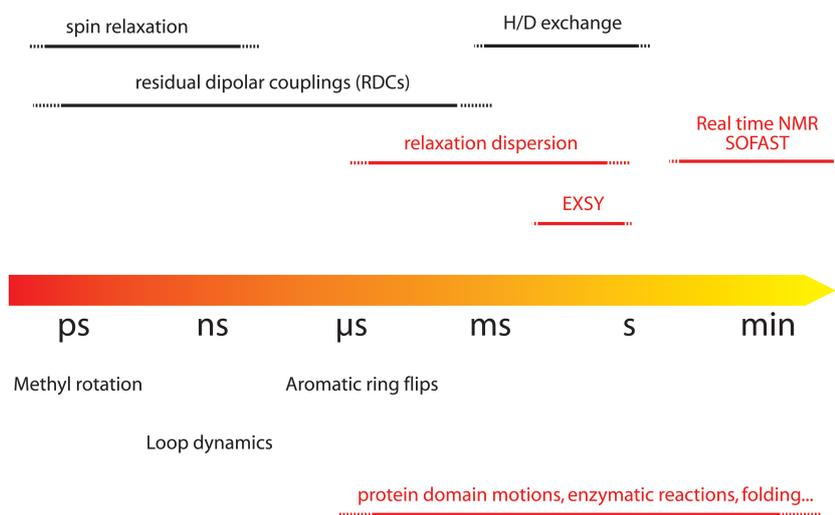 spin relaxation
H/D exchange
residual dipolar couplings (RDCs)
Real time NMR
SOFAST
relaxation dispersion
EXSY
ps ns µs ms s min
Methyl rotation Aromatic ring flips
Loop dynamics
protein domain motions, enzymatic reactions, folding...